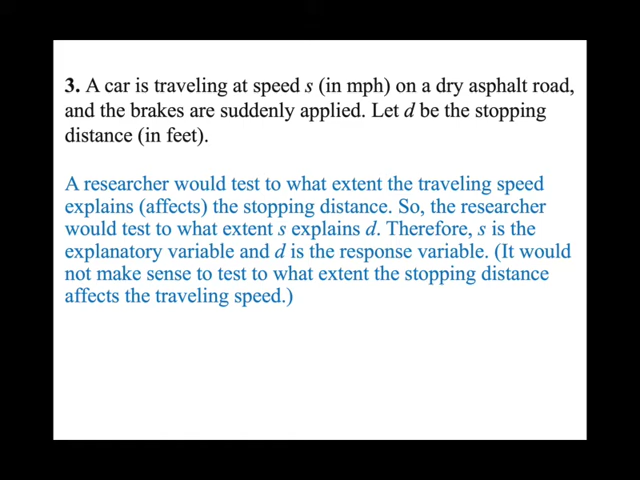 3. A car is traveling at speed s (in mph) on a dry asphalt road,
and the brakes are suddenly applied. Let d be the stopping
distance (in feet).
A researcher would test to what extent the traveling speed
explains (affects) the stopping distance. So, the researcher
would test to what extent s explains d. Therefore, s is the
explanatory variable and d is the response variable. (It would
not make sense to test to what extent the stopping distance
affects the traveling speed.)